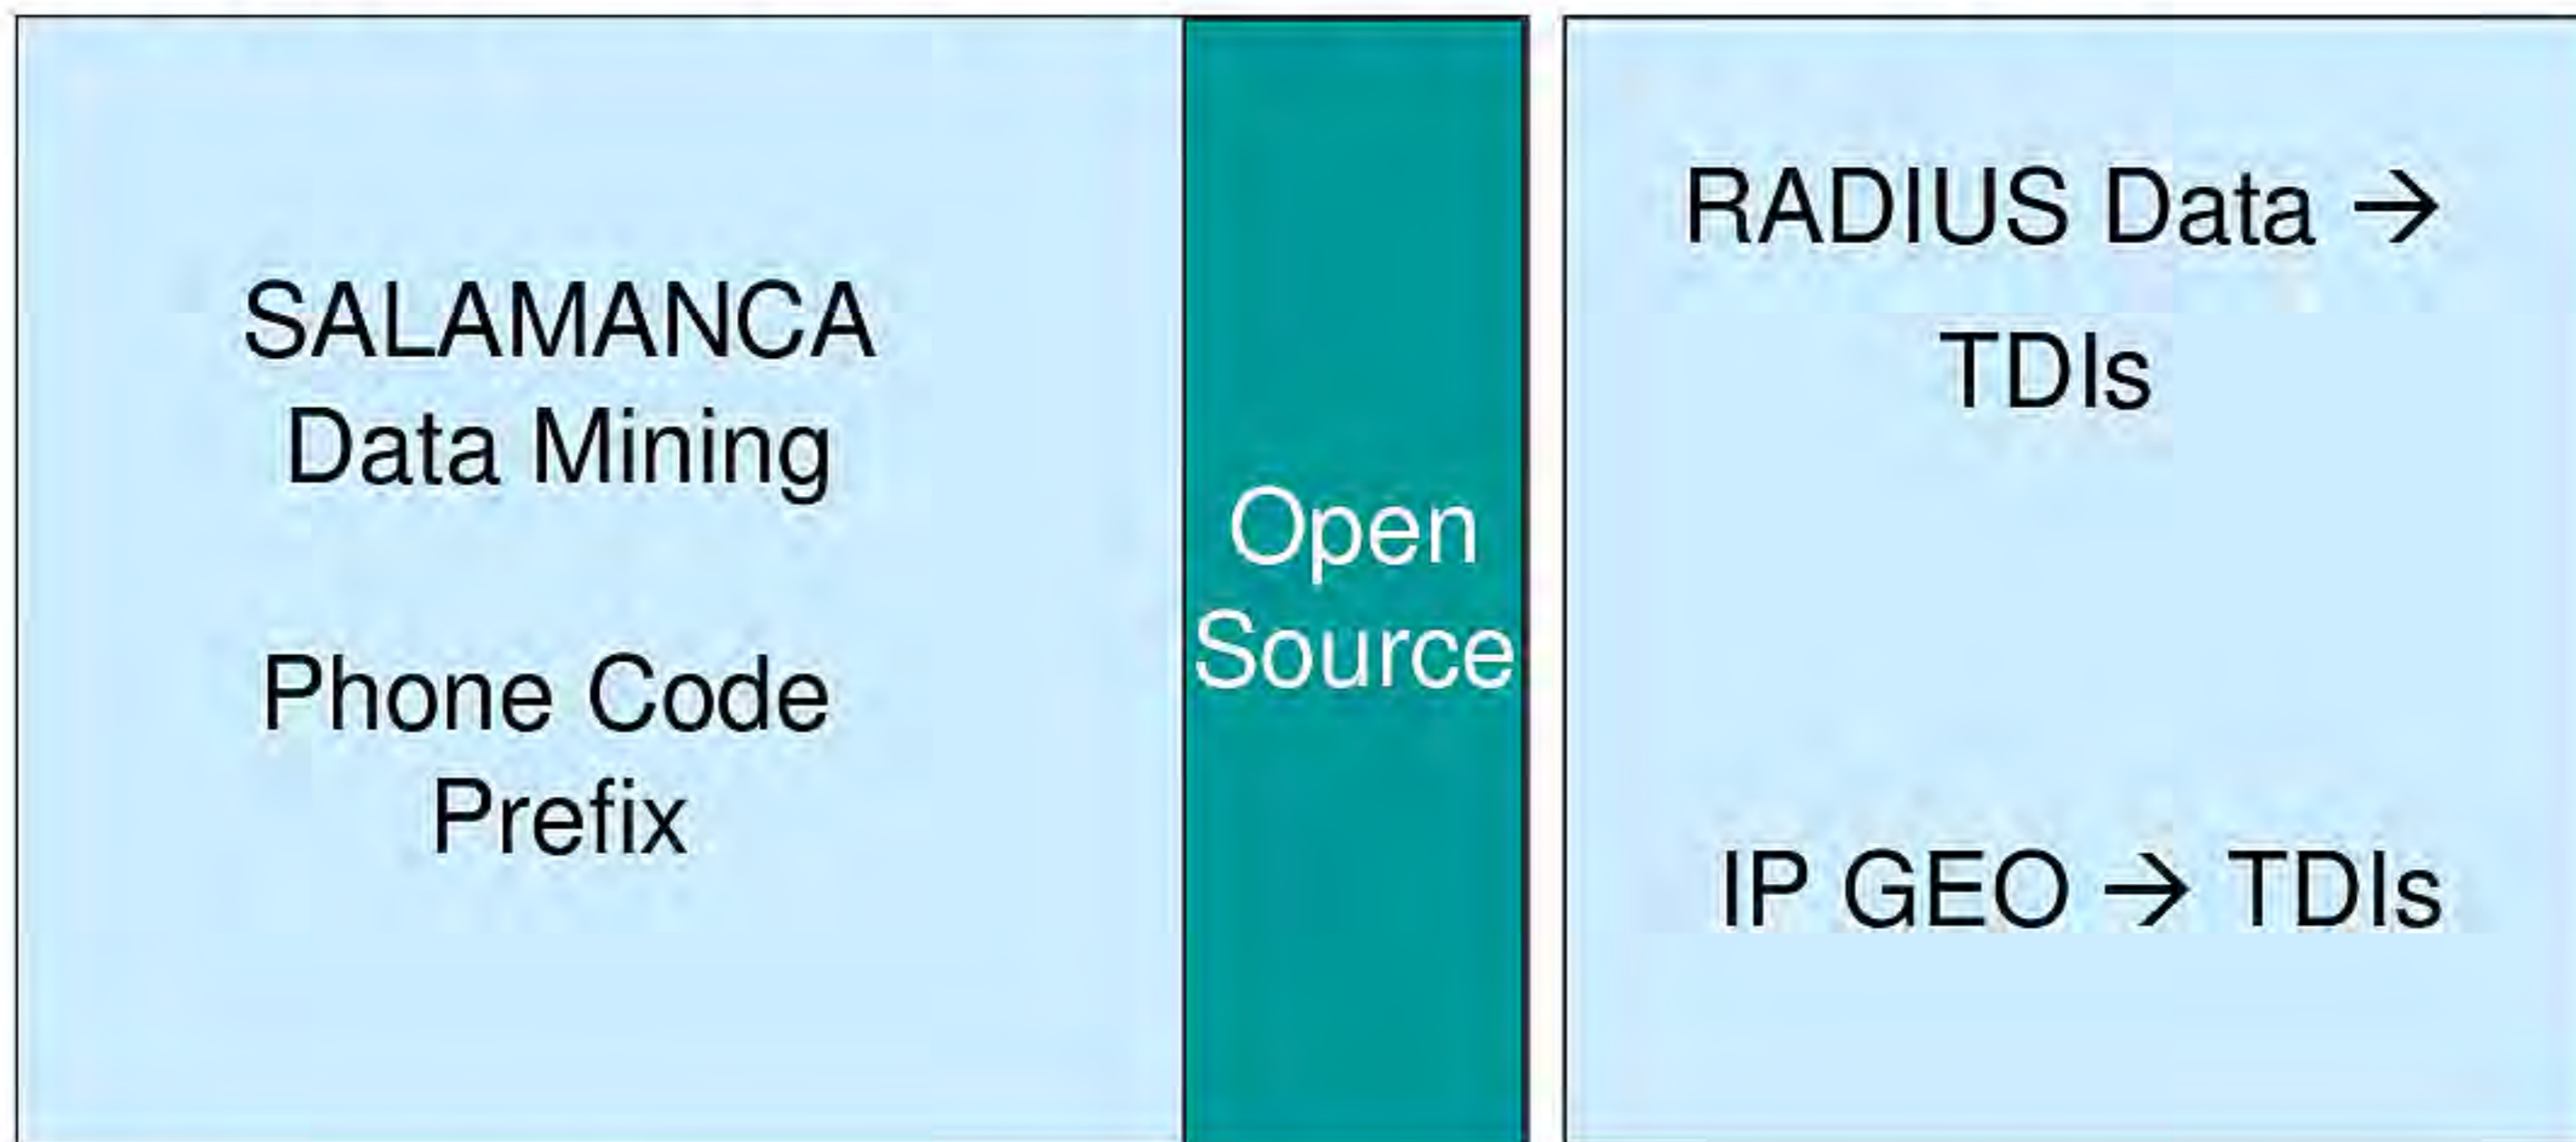 SALAMANCA
Data Mining
Phone Code
Prefix
Open
Source
RADIUS Data →
TDIs
IP GEO → TDIs